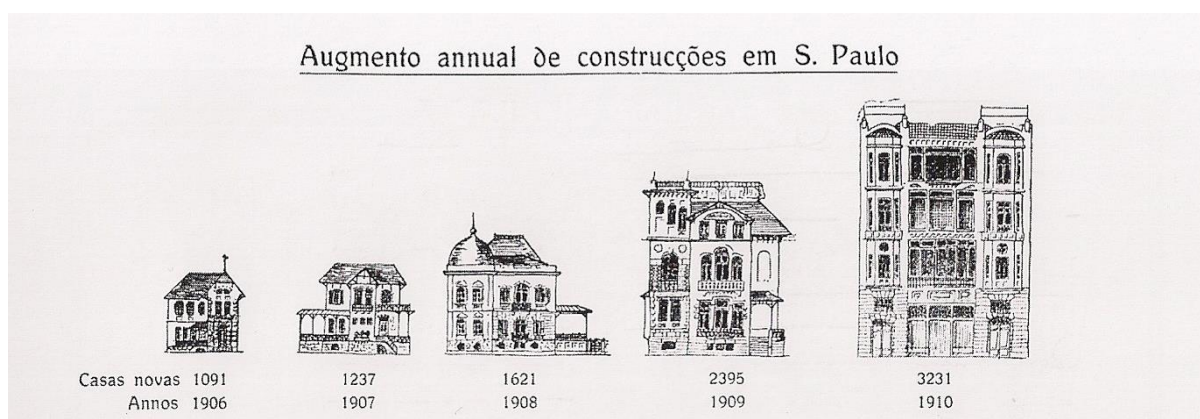 Augmento annual de construcções em S. Paulo
Casas novas 1091 1237 1621 2395 3231
Annos 1906 1907 1908 1909 1910